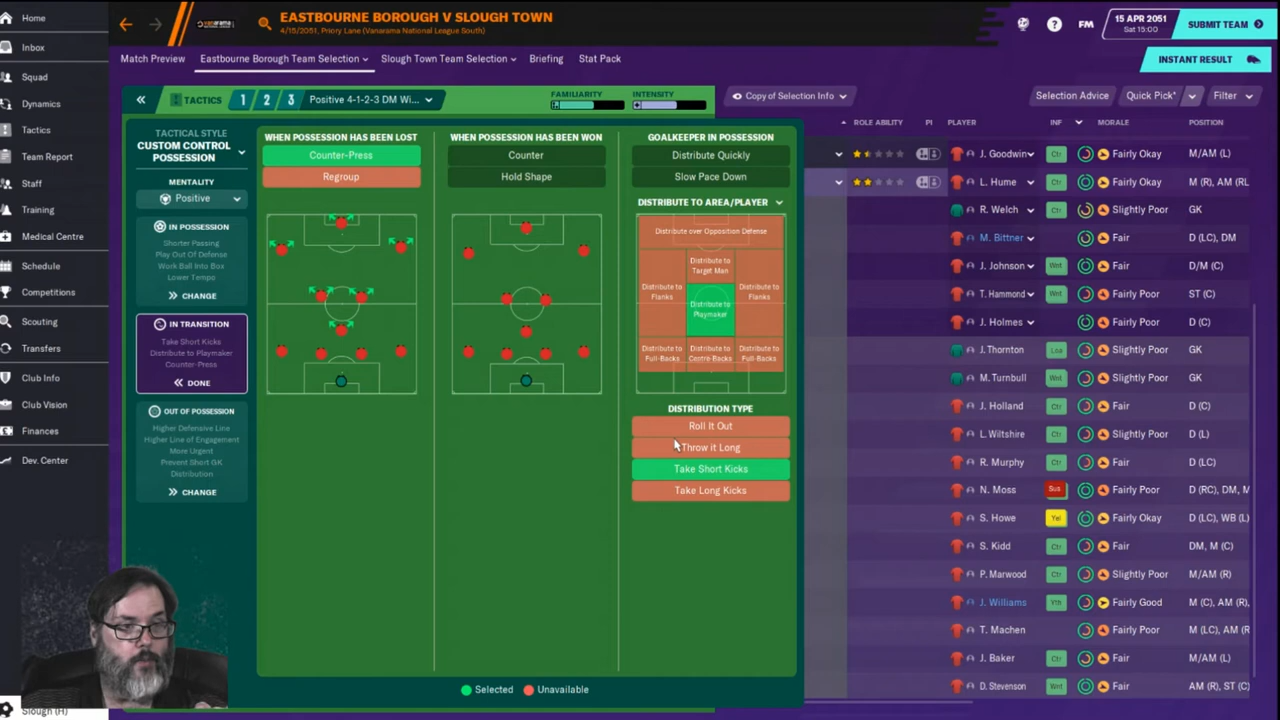 Home
Inbox
Squad
Dynamics
Tactics
Team Report
Staff
Training
Medical Centre
Schedule
Competitions
Scouting
Transfers
Club Info
Club Vision
Finances
Dev. Center
Slough (H)
vanarama
EASTBOURNE BOROUGH V SLOUGH TOWN
4/15/2051, Priory Lane (Vanarama National League South)
FM
15 APR 2051
Sat 15:00
SUBMIT TEAM
INSTANT RESULT
Match Preview
Eastbourne Borough Team Selection
Slough Town Team Selection
Briefing
Stat Pack
TACTICS
1 2 3
Positive 4-1-2-3 DM Wi...
FAMILIARITY
INTENSITY
Copy of Selection Info
Selection Advice
Quick Pick*
Filter
TACTICAL STYLE
CUSTOM CONTROL
POSSESSION
MENTALITY
Positive
IN POSSESSION
Shorter Passing
Play Out Of Defense
Work Ball Into Box
Lower Tempo
CHANGE
IN TRANSITION
Take Short Kicks
Distribute to Playmaker
Counter-Press
DONE
OUT OF POSSESSION
Higher Defensive Line
Higher Line of Engagement
More Urgent
Prevent Short GK
Distribution
CHANGE
WHEN POSSESSION HAS BEEN LOST
Counter-Press
Regroup
WHEN POSSESSION HAS BEEN WON
Counter
Hold Shape
GOALKEEPER IN POSSESSION
Distribute Quickly
Slow Pace Down
DISTRIBUTE TO AREA/PLAYER
Distribute over Opposition Defense
Distribute to
Target Man
Distribute to
Flanks
Distribute to
Playmaker
Distribute to
Flanks
Distribute to
Full-Backs
Distribute to
Centre-Backs
Distribute to
Full-Backs
DISTRIBUTION TYPE
Roll It Out
Throw it Long
Take Short Kicks
Take Long Kicks
Selected
Unavailable
ROLE ABILITY PI PLAYER INF MORALE POSITION
J. Goodwin Ctr Fairly Okay M/AM (L)
L. Hume Ctr Fairly Okay M (R), AM (RL
R. Welch Ctr Slightly Poor GK
M. Bittner Ctr Fair D (LC), DM
J. Johnson Wnt Fair D/M (C)
T. Hammond Wnt Fairly Poor ST (C)
J. Holmes Fairly Poor D (C)
J. Thornton Loa Slightly Poor GK
M. Turnbull Wnt Slightly Poor GK
J. Holland Ctr Fair D (C)
L. Wiltshire Ctr Fairly Poor D (L)
R. Murphy Ctr Fair D (LC)
N. Moss Sus Fairly Poor D (RC), DM, M
S. Howe Yel Fairly Okay D (LC), WB (L)
S. Kidd Ctr Fair DM, M (C)
P. Marwood Ctr Slightly Poor M/AM (R)
J. Williams Yth Fairly Good M (C), AM (R),
T. Machen Fairly Poor M (LC), AM (R
J. Baker Ctr Fair M/AM (L)
D. Stevenson Wnt Fair AM (R), ST (C)